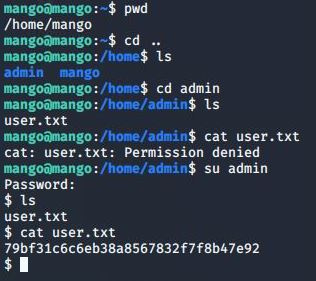 mango@mango:~$ pwd
/home/mango
mango@mango:~$ cd ..
mango@mango:/home$ ls
admin  mango
mango@mango:/home$ cd admin
mango@mango:/home/admin$ ls
user.txt
mango@mango:/home/admin$ cat user.txt
cat: user.txt: Permission denied
mango@mango:/home/admin$ su admin
Password:
$ ls
user.txt
$ cat user.txt
79bf31c6c6eb38a8567832f7f8b47e92
$